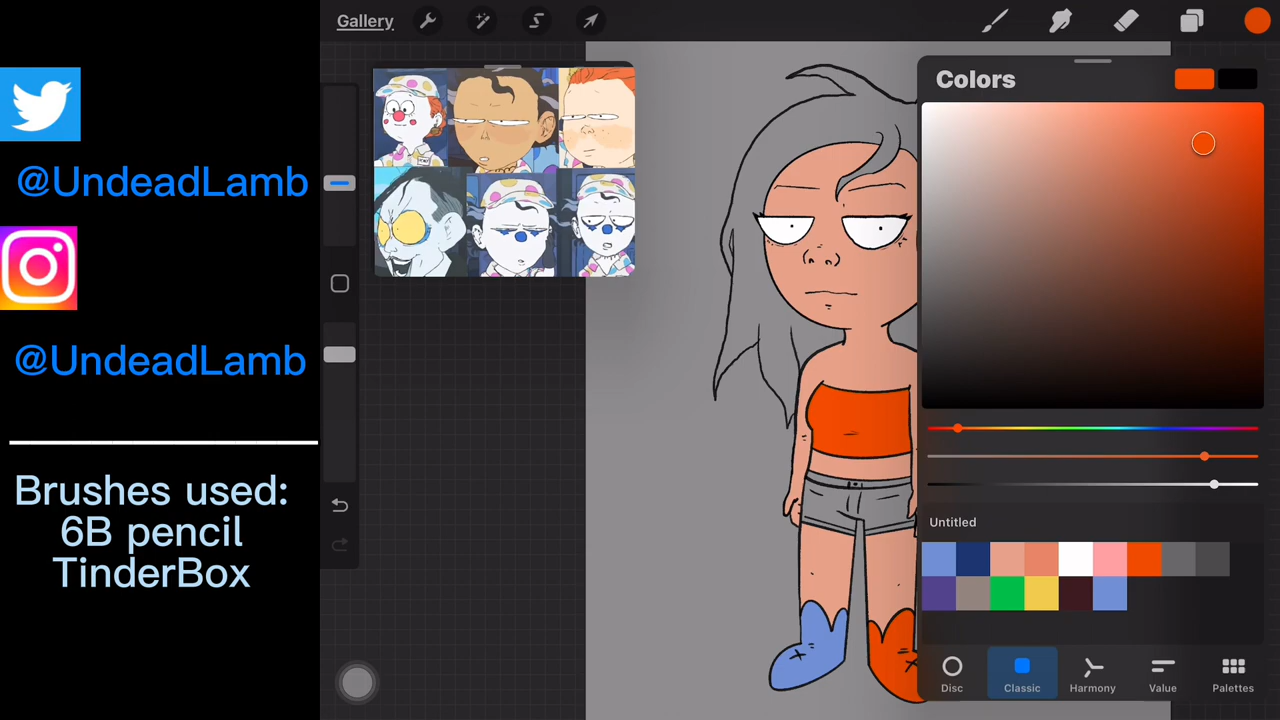 Gallery
@UndeadLamb
@UndeadLamb
Brushes used:
6B pencil
TinderBox
Colors
Untitled
Disc
Classic
Harmony
Value
Palettes